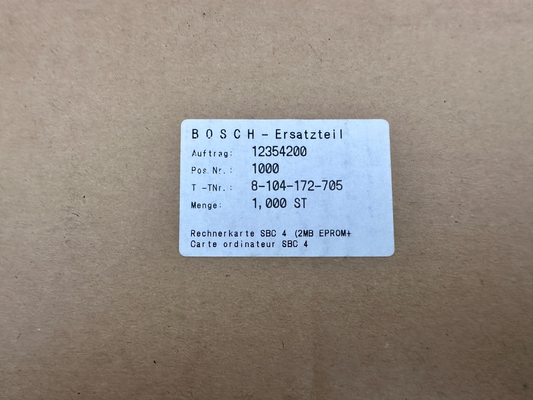 BOSCH - Ersatzteil
Auftrag: 12354200
Pos.Nr.: 1000
T -TNr.: 8-104-172-705
Menge: 1,000 ST
Rechnerkarte SBC 4 (2MB EPROM+
Carte ordinateur SBC 4